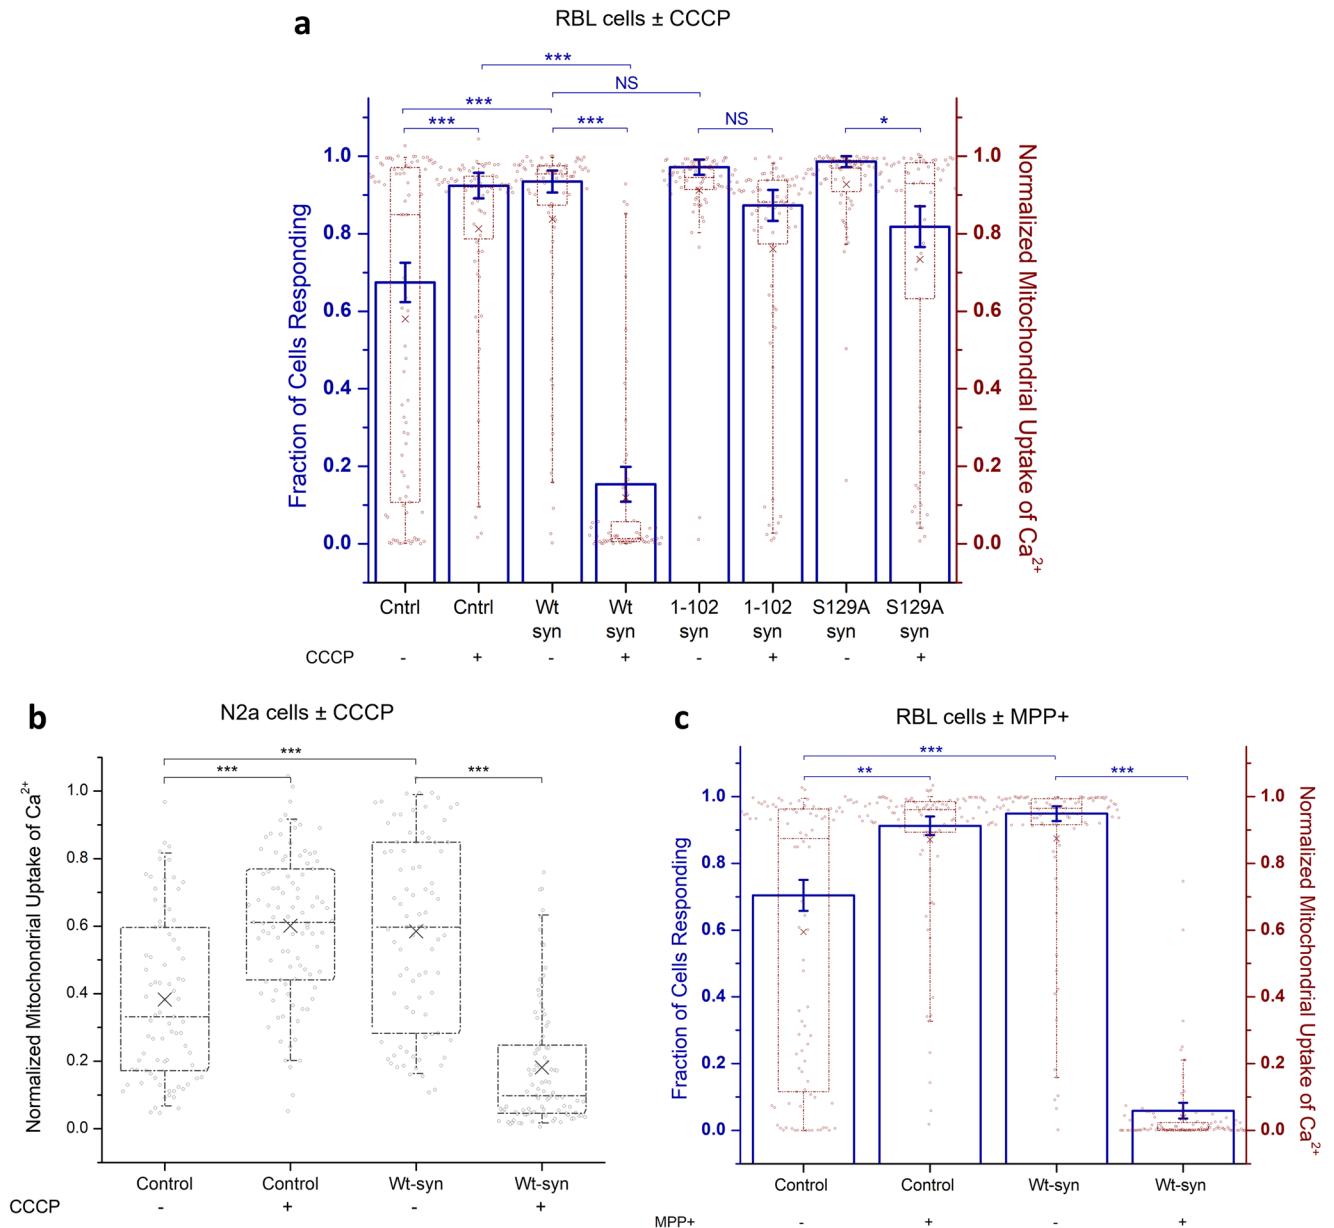 a
RBL cells ± CCCP
***
NS
***
*** *** NS *
1.0 1.0
0.8 0.8
0.6 0.6
0.4 0.4
0.2 0.2
0.0 0.0
Fraction of Cells Responding
Normalized Mitochondrial Uptake of Ca2+
Cntrl Cntrl Wt Wt 1-102 1-102 S129A S129A
syn syn syn syn syn syn
CCCP - + - + - + - +
b
N2a cells ± CCCP
***
*** ***
1.0
0.8
0.6
0.4
0.2
0.0
Normalized Mitochondrial Uptake of Ca2+
Control Control Wt-syn Wt-syn
CCCP - + - +
c
RBL cells ± MPP+
***
** ***
1.0 1.0
0.8 0.8
0.6 0.6
0.4 0.4
0.2 0.2
0.0 0.0
Fraction of Cells Responding
Normalized Mitochondrial Uptake of Ca2+
Control Control Wt-syn Wt-syn
MPP+ - + - +